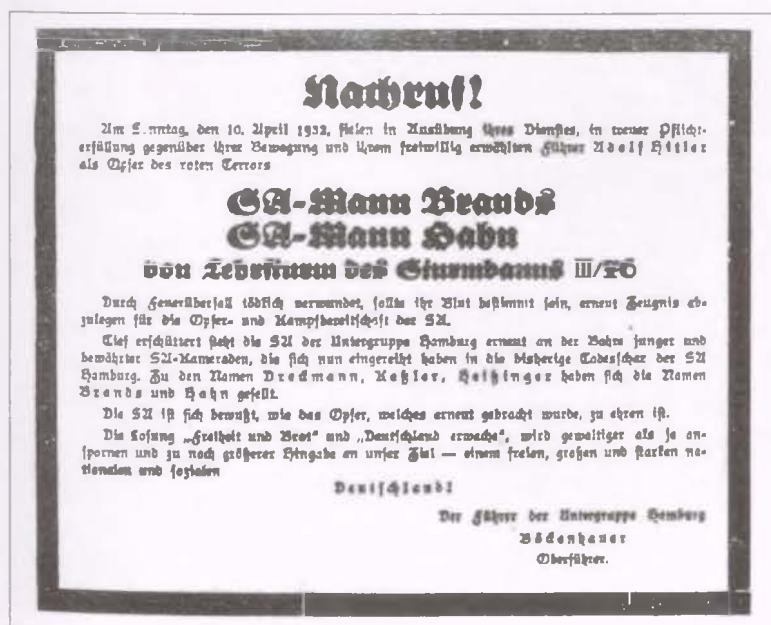 Nachruf!
Am Sonntag, den 10. April 1932, fielen in Ausübung ihres Dienstes, in treuer Pflicht-
erfüllung gegenüber ihrer Bewegung und ihrem freiwillig erwählten Führer Adolf Hitler
als Opfer des roten Terrors
SA-Mann Brands
SA-Mann Hahn
von Lehrsturm des Sturmbanns III/
Durch Feuerüberfall tödlich verwundet, sollte ihr Blut bestimmt sein, erneut Zeugnis ab-
zulegen für die Opfer- und Kampfbereitschaft der SA.
Tief erschüttert steht die SA der Untergruppe Hamburg erneut an der Bahre junger und
bewährter SA-Kameraden, die sich nun eingereiht haben in die bisherige Todesschar der SA
Hamburg. Zu den Namen Dreckmann, Keßler, Heitzinger haben sich die Namen
Brands und Hahn gesellt.
Die SA ist sich bewußt, wie das Opfer, welches erneut gebracht wurde, zu ehren ist.
Die Losung „Freiheit und Brot" und „Deutschland erwache", wird gewaltiger als je an-
spornen und zu noch größerer Hingabe an unser Ziel — einem freien, großen und starken na-
tionalen und sozialen
Deutschland!
Der Führer der Untergruppe Hamburg
Böckenhauer
Oberführer.